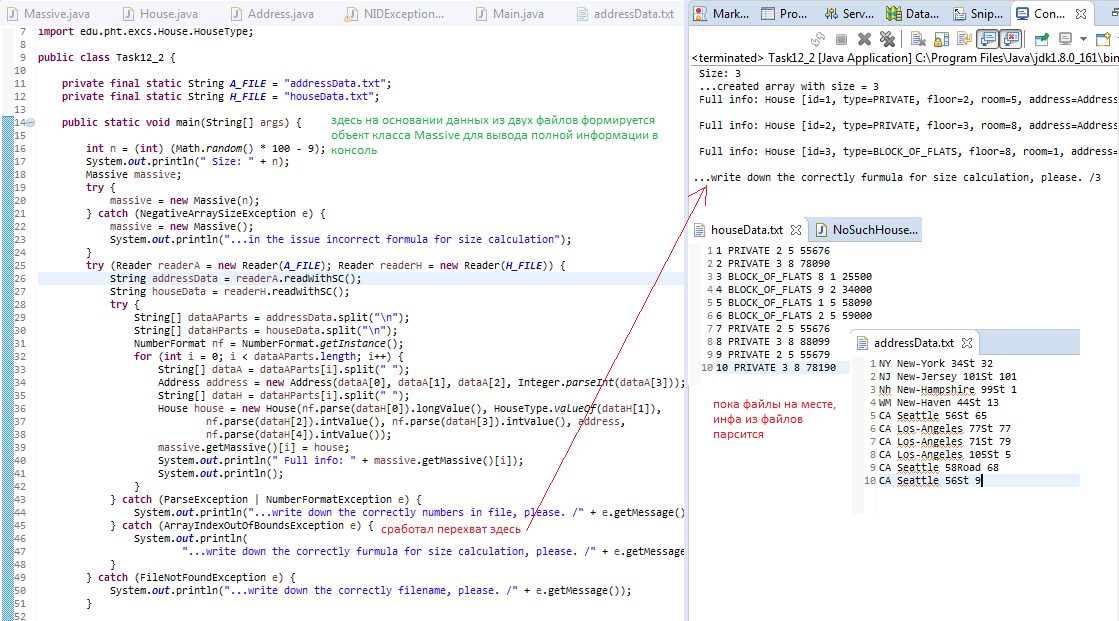 Massive.java House.java Address.java NIDException... Main.java addressData.txt
7 import edu.pht.excs.House.HouseType;
8
9 public class Task12_2 {
10
11 private final static String A_FILE = "addressData.txt";
12 private final static String H_FILE = "houseData.txt";
13
14 public static void main(String[] args) {
здесь на основании данных из двух файлов формируется
объект класса Massive для вывода полной информации в
консоль
15
16 int n = (int) (Math.random() * 100 - 9);
17 System.out.println(" Size: " + n);
18 Massive massive;
19 try {
20 massive = new Massive(n);
21 } catch (NegativeArraySizeException e) {
22 massive = new Massive();
23 System.out.println("...in the issue incorrect formula for size calculation");
24 }
25 try (Reader readerA = new Reader(A_FILE); Reader readerH = new Reader(H_FILE)) {
26 String addressData = readerA.readWithSC();
27 String houseData = readerH.readWithSC();
28 try {
29 String[] dataAParts = addressData.split("\n");
30 String[] dataHParts = houseData.split("\n");
31 NumberFormat nf = NumberFormat.getInstance();
32 for (int i = 0; i < dataAParts.length; i++) {
33 String[] dataA = dataAParts[i].split(" ");
34 Address address = new Address(dataA[0], dataA[1], dataA[2], Integer.parseInt(dataA[3]));
35 String[] dataH = dataHParts[i].split(" ");
36 House house = new House(nf.parse(dataH[0]).longValue(), HouseType.valueOf(dataH[1]),
37 nf.parse(dataH[2]).intValue(), nf.parse(dataH[3]).intValue(), address,
38 nf.parse(dataH[4]).intValue());
39 massive.getMassive()[i] = house;
40 System.out.println(" Full info: " + massive.getMassive()[i]);
41 System.out.println();
42 }
43 } catch (ParseException | NumberFormatException e) {
44 System.out.println("...write down the correctly numbers in file, please. /" + e.getMessage()
45 } catch (ArrayIndexOutOfBoundsException e) {
сработал перехват здесь
46 System.out.println(
47 "...write down the correctly furmula for size calculation, please. /" + e.getMessage
48 }
49 } catch (FileNotFoundException e) {
50 System.out.println("...write down the correctly filename, please. /" + e.getMessage());
51 }
52
Mark... Pro... Serv... Data... Snip... Con...
<terminated> Task12_2 [Java Application] C:\Program Files\Java\jdk1.8.0_161\bin
Size: 3
...created array with size = 3
Full info: House [id=1, type=PRIVATE, floor=2, room=5, address=Address
Full info: House [id=2, type=PRIVATE, floor=3, room=8, address=Address
Full info: House [id=3, type=BLOCK_OF_FLATS, floor=8, room=1, address=
...write down the correctly furmula for size calculation, please. /3
houseData.txt NoSuchHouse...
1 1 PRIVATE 2 5 55676
2 2 PRIVATE 3 8 78090
3 3 BLOCK_OF_FLATS 8 1 25500
4 4 BLOCK_OF_FLATS 9 2 34000
5 5 BLOCK_OF_FLATS 1 5 58090
6 6 BLOCK_OF_FLATS 2 5 59000
7 7 PRIVATE 2 5 55676
8 8 PRIVATE 3 8 88099
9 9 PRIVATE 2 5 55679
10 10 PRIVATE 3 8 78190
пока файлы на месте,
инфа из файлов
парсится
addressData.txt
1 NY New-York 34St 32
2 NJ New-Jersey 101St 101
3 Nh New-Hampshire 99St 1
4 WM New-Haven 44St 13
5 CA Seattle 56St 65
6 CA Los-Angeles 77St 77
7 CA Los-Angeles 71St 79
8 CA Los-Angeles 105St 5
9 CA Seattle 58Road 68
10 CA Seattle 56St 9